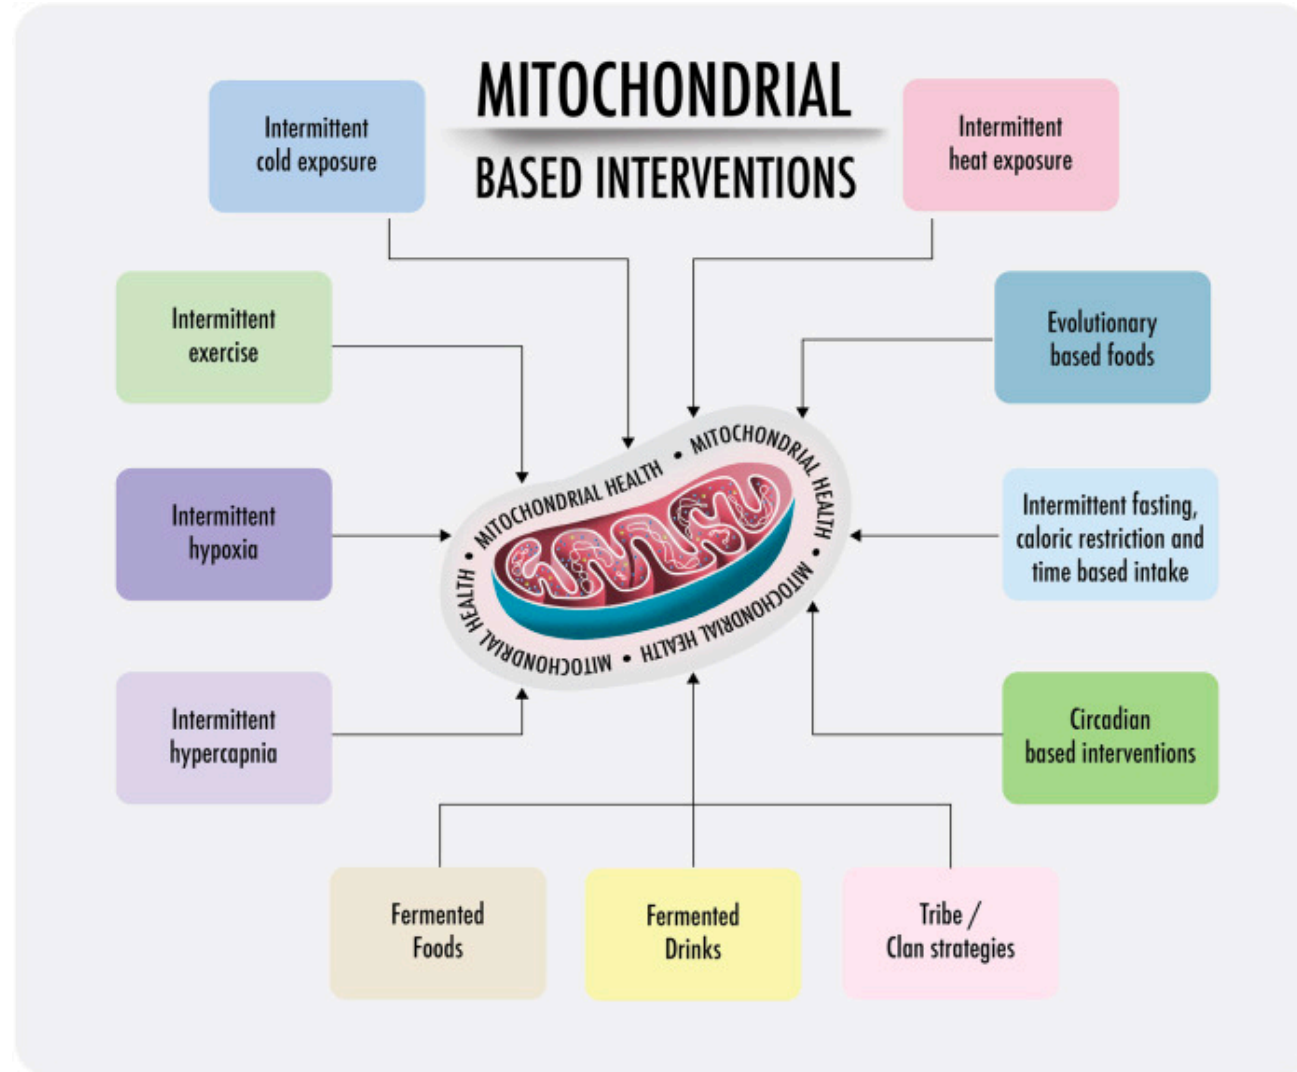 MITOCHONDRIAL
BASED INTERVENTIONS
Intermittent
cold exposure
Intermittent
heat exposure
Intermittent
exercise
Evolutionary
based foods
Intermittent
hypoxia
Intermittent fasting,
caloric restriction and
time based intake
Intermittent
hypercapnia
Circadian
based interventions
MITOCHONDRIAL HEALTH • MITOCHONDRIAL HEALTH • MITOCHONDRIAL HEALTH • MITOCHONDRIAL HEALTH •
Fermented
Foods
Fermented
Drinks
Tribe /
Clan strategies